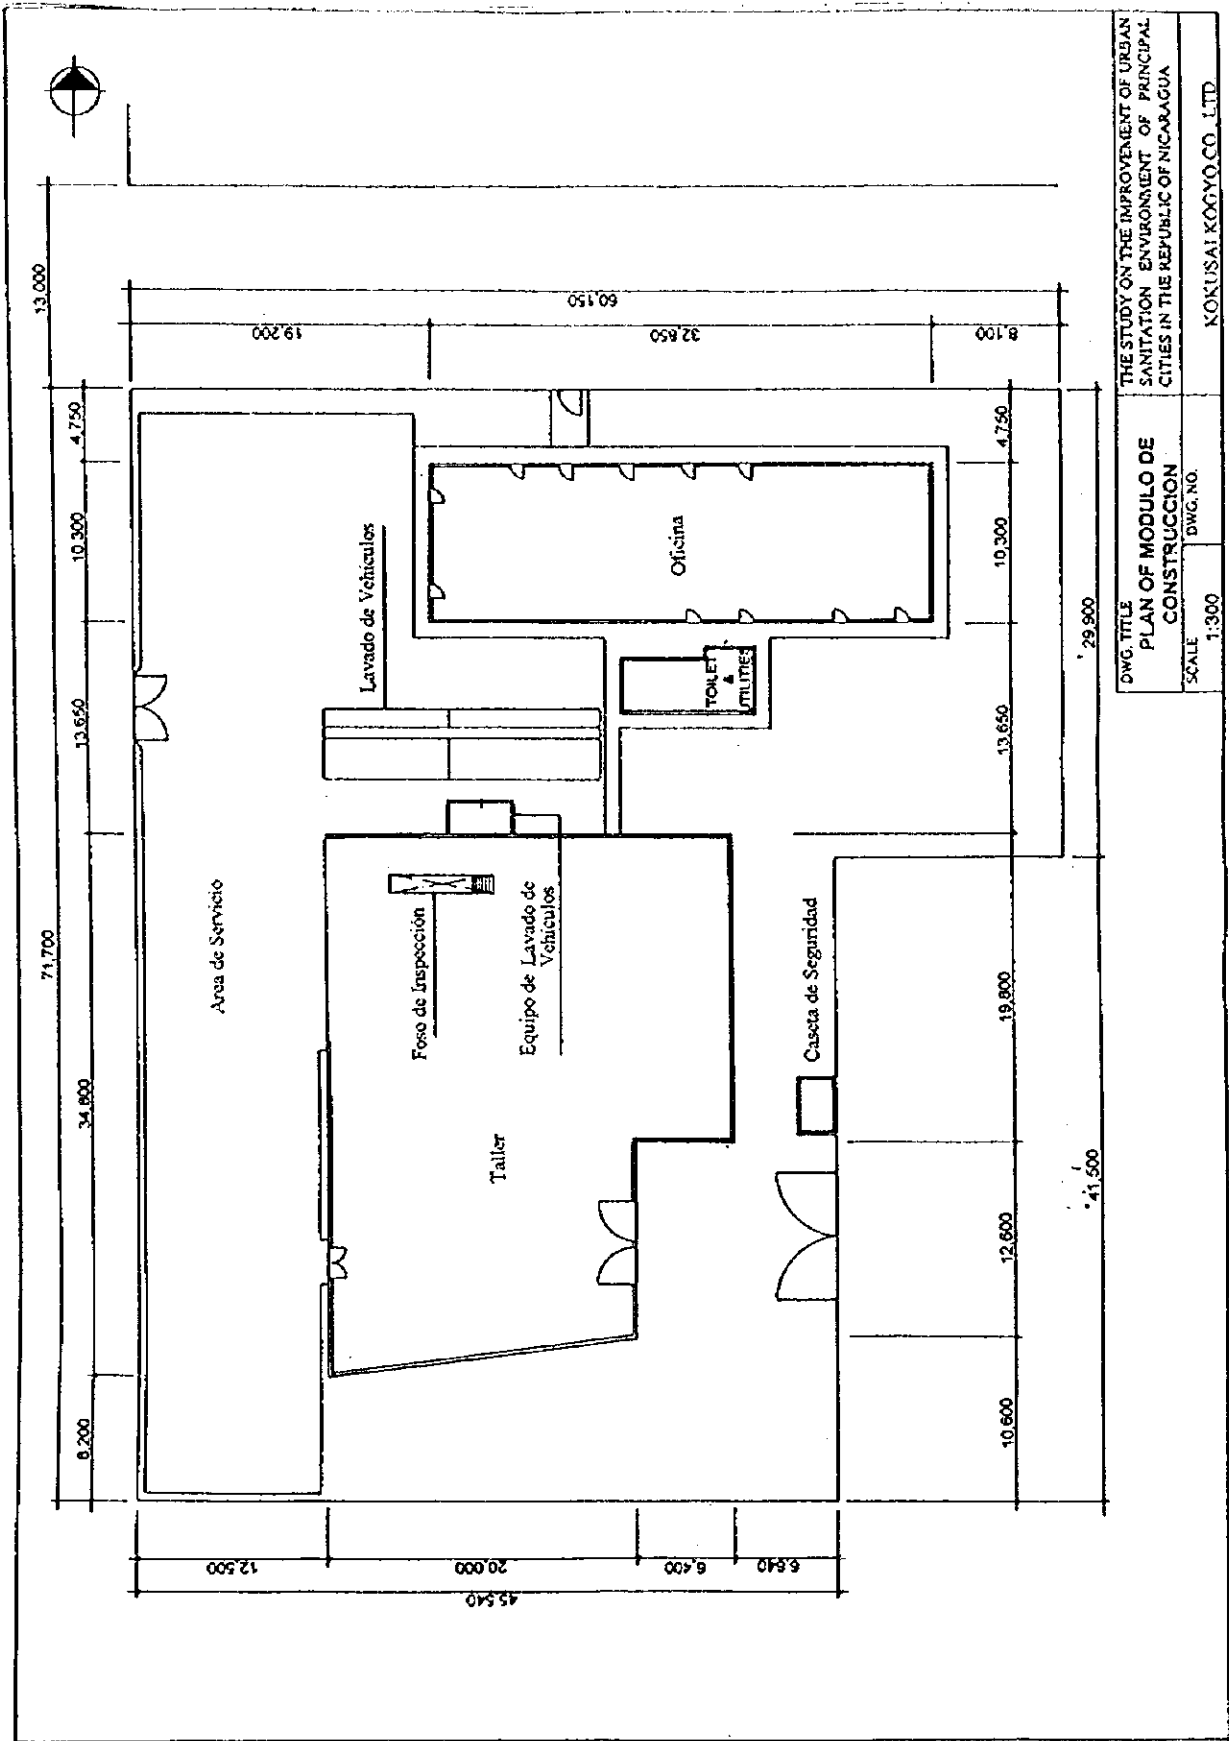 13,000
71,700
8,200
34,800
13,650
10,300
4,750
12,500
20,000
6,400
6,640
45,540
19,200
32,850
8,100
60,150
Area de Servicio
Lavado de Vehículos
Foso de Inspección
Equipo de Lavado de
Vehículos
Taller
Oficina
TOILET
&
UTILITIES
Caseta de Seguridad
10,600
12,600
19,800
13,650
10,300
4,750
41,500
29,900
DWG. TITLE
PLAN OF MODULO DE
CONSTRUCCION
SCALE
1:300
DWG. NO.
THE STUDY ON THE IMPROVEMENT OF URBAN
SANITATION ENVIRONMENT OF PRINCIPAL
CITIES IN THE REPUBLIC OF NICARAGUA
KOKUSAI KOGYO CO., LTD.